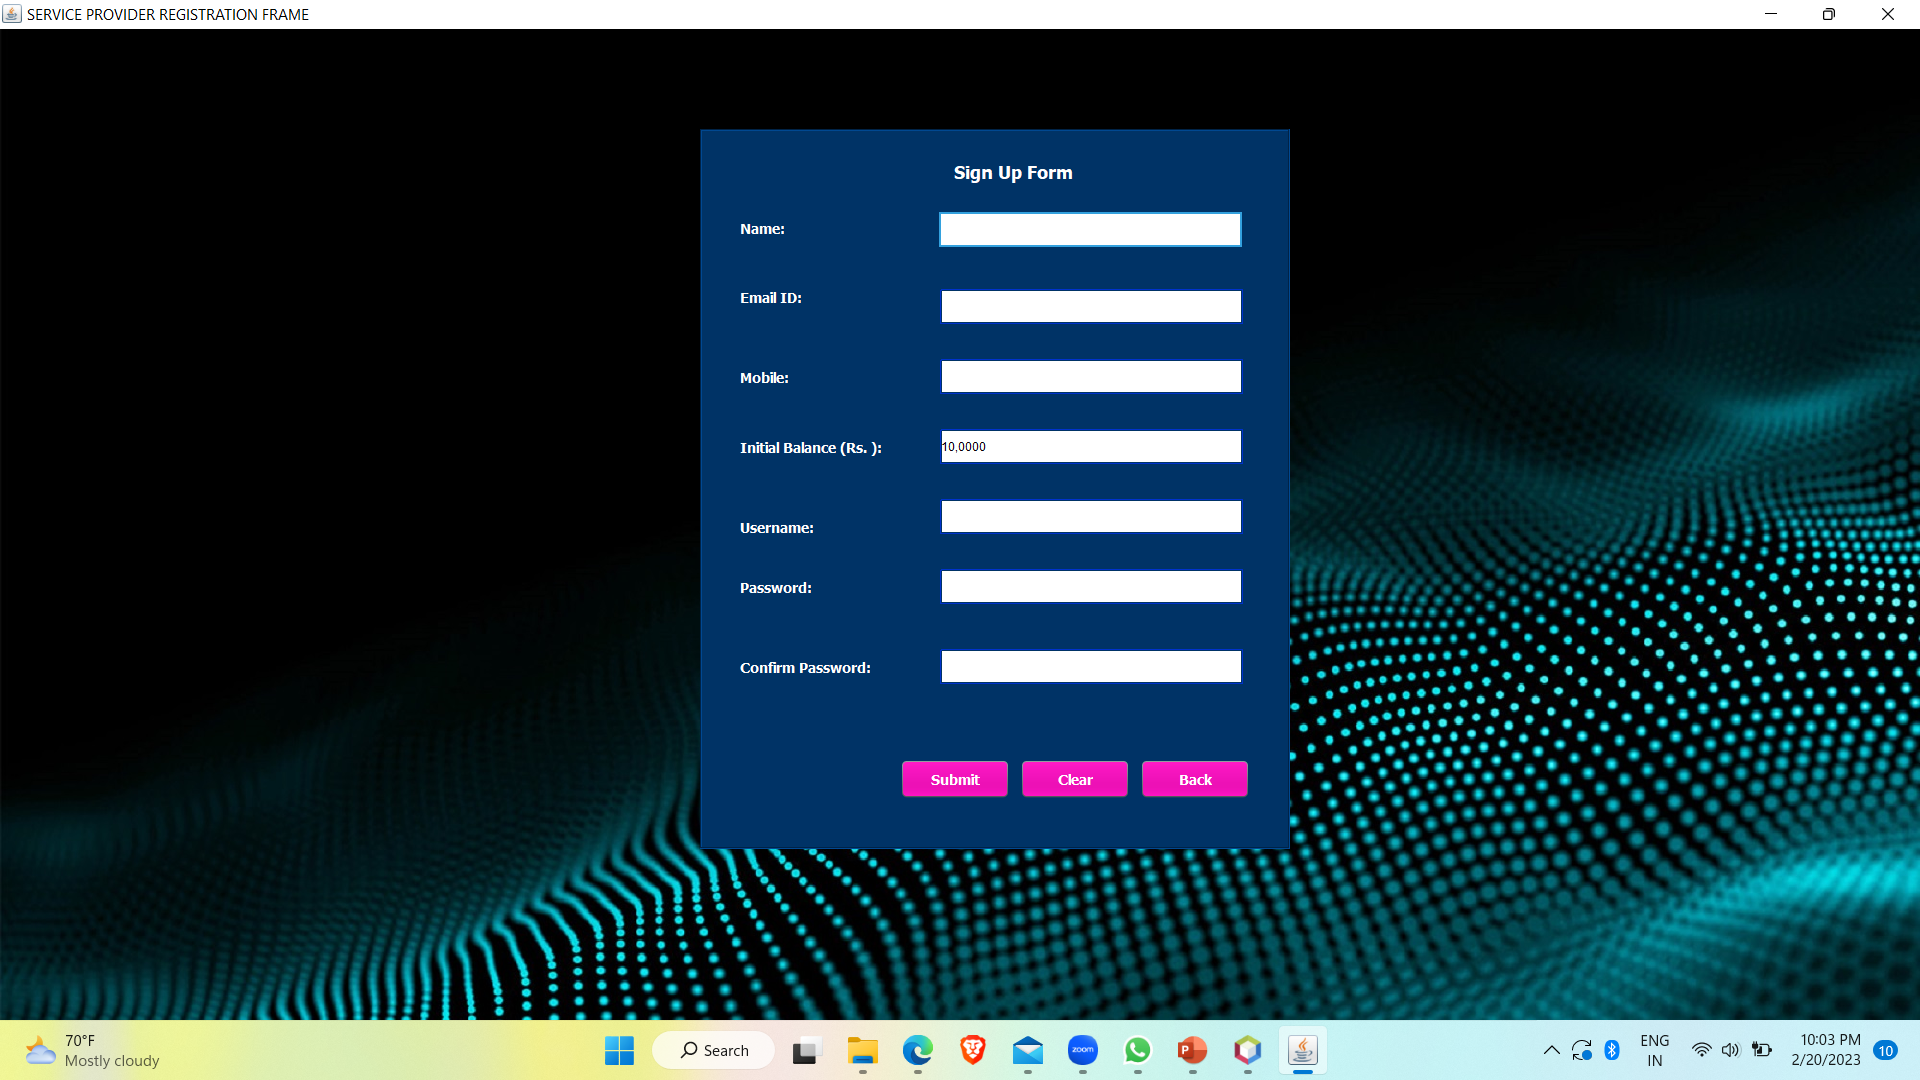 SERVICE PROVIDER REGISTRATION FRAME
Sign Up Form
Name:
Email ID:
Mobile:
Initial Balance (Rs. ): 10,0000
Username:
Password:
Confirm Password:
Submit Clear Back
70°F
Mostly cloudy
Search
zoom
P
ENG
IN
10:03 PM
2/20/2023
10